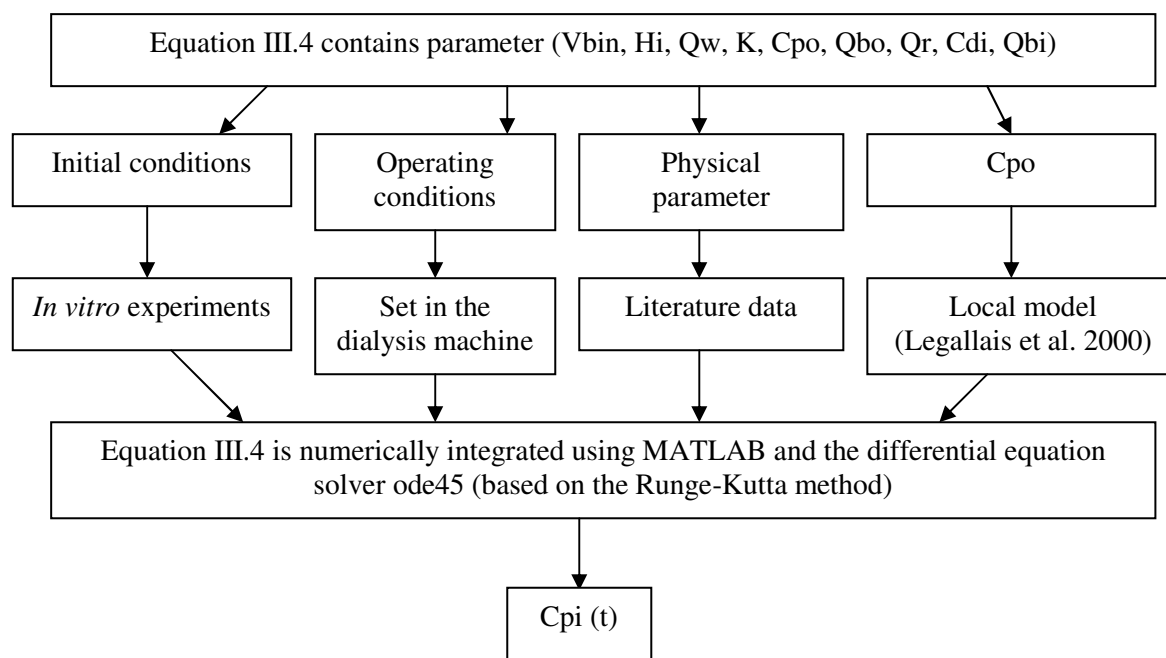 Equation III.4 contains parameter (Vbin, Hi, Qw, K, Cpo, Qbo, Qr, Cdi, Qbi)
Initial conditions
Operating
conditions
Physical
parameter
Cpo
In vitro experiments
Set in the
dialysis machine
Literature data
Local model
(Legallais et al. 2000)
Equation III.4 is numerically integrated using MATLAB and the differential equation
solver ode45 (based on the Runge-Kutta method)
Cpi (t)